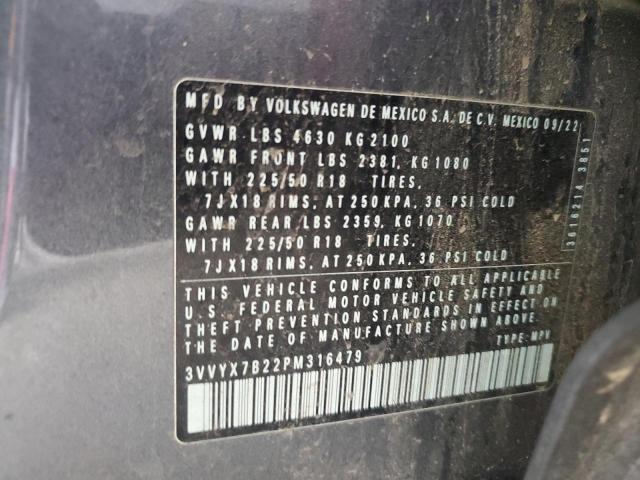 MFD BY VOLKSWAGEN DE MEXICO S.A. DE C.V. MEXICO 09/22
GVWR LBS 4630 KG 2100
GAWR FRONT LBS 2381, KG 1080
WITH 225/50 R18 TIRES,
7JX18 RIMS, AT 250 KPA, 36 PSI COLD
GAWR REAR LBS 2359, KG 1070
WITH 225/50 R18 TIRES,
7JX18 RIMS, AT 250 KPA, 36 PSI COLD
THIS VEHICLE CONFORMS TO ALL APPLICABLE
U.S. FEDERAL MOTOR VEHICLE SAFETY AND
THEFT PREVENTION STANDARDS IN EFFECT ON
THE DATE OF MANUFACTURE SHOWN ABOVE.
TYPE: MPV
3VVYX7B22PM316479
3616214 3851